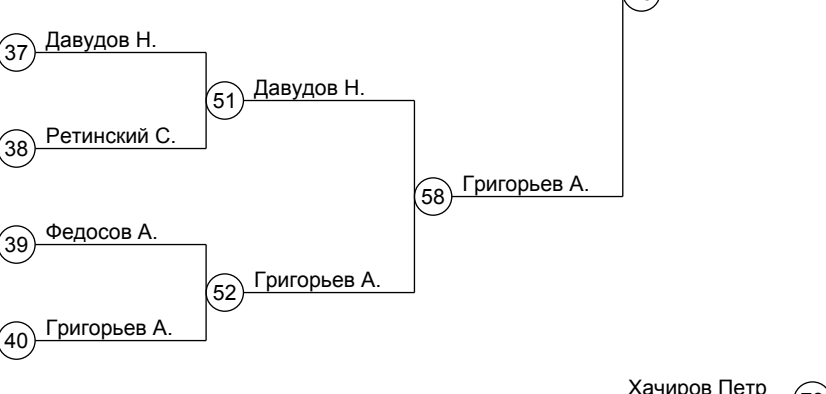 37 Давудов Н.
51 Давудов Н.
38 Ретинский С.
58 Григорьев А.
39 Федосов А.
52 Григорьев А.
40 Григорьев А.
Хачиров Петр